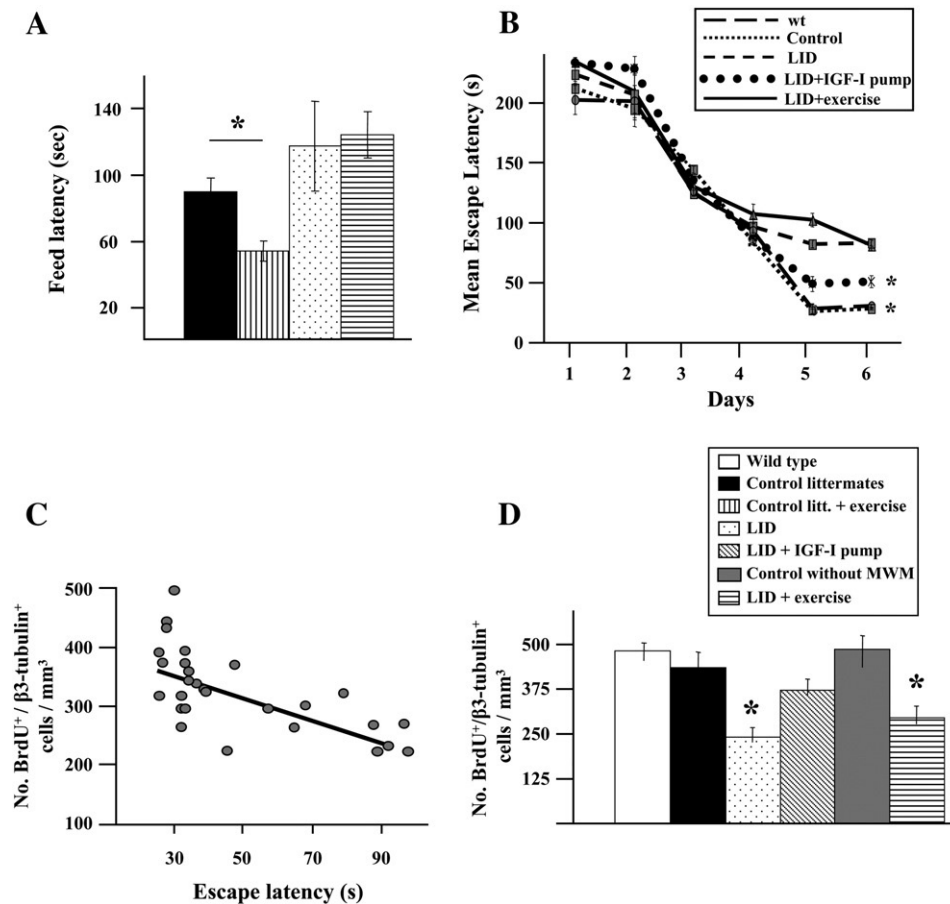 A
Feed latency (sec)
140
100
60
20
*
B
wt
Control
LID
LID+IGF-I pump
LID+exercise
Mean Escape Latency (s)
200
150
100
50
0
*
*
1 2 3 4 5 6
Days
C
No. BrdU⁺/ β3-tubulin⁺
cells / mm³
500
400
300
200
100
30 50 70 90
Escape latency (s)
D
Wild type
Control littermates
Control litt. + exercise
LID
LID + IGF-I pump
Control without MWM
LID + exercise
No. BrdU⁺/β3-tubulin⁺
cells / mm³
500
375
250
125
*
*